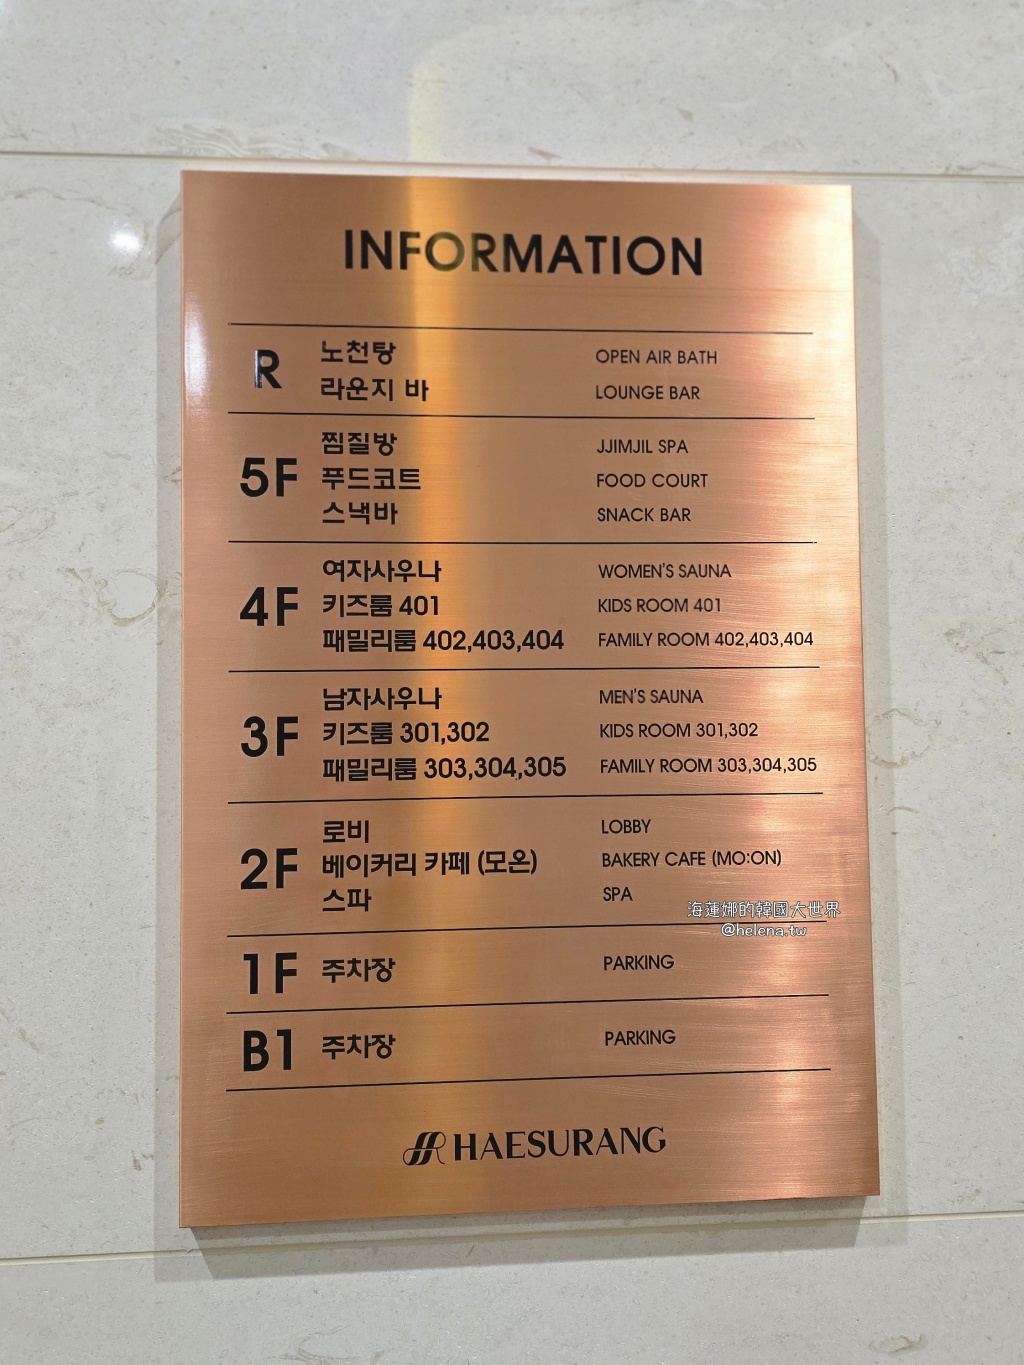 INFORMATION
R
노천탕 OPEN AIR BATH
라운지 바 LOUNGE BAR
5F
찜질방 JJIMJIL SPA
푸드코트 FOOD COURT
스낵바 SNACK BAR
4F
여자사우나 WOMEN'S SAUNA
키즈룸 401 KIDS ROOM 401
패밀리룸 402,403,404 FAMILY ROOM 402,403,404
3F
남자사우나 MEN'S SAUNA
키즈룸 301,302 KIDS ROOM 301,302
패밀리룸 303,304,305 FAMILY ROOM 303,304,305
2F
로비 LOBBY
베이커리 카페 (모온) BAKERY CAFE (MO:ON)
스파 SPA
海蓮娜的韓國大世界
@helena.tw
1F 주차장 PARKING
B1 주차장 PARKING
HAESURANG